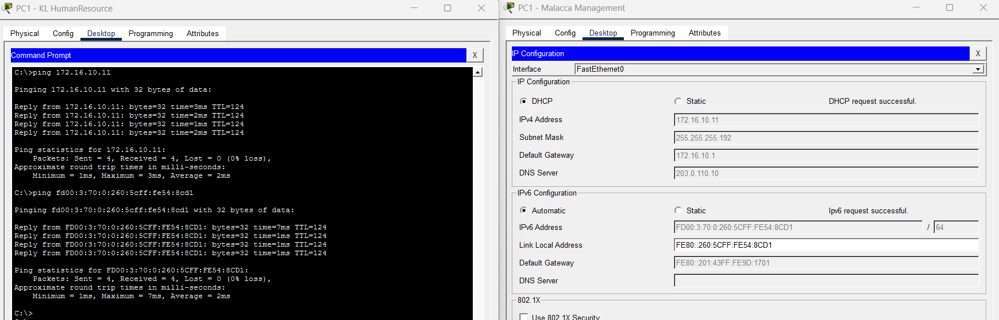 PC1 - KL HumanResource
Physical Config Desktop Programming Attributes
Command Prompt X
C:\>ping 172.16.10.11
Pinging 172.16.10.11 with 32 bytes of data:
Reply from 172.16.10.11: bytes=32 time=3ms TTL=124
Reply from 172.16.10.11: bytes=32 time=2ms TTL=124
Reply from 172.16.10.11: bytes=32 time=1ms TTL=124
Reply from 172.16.10.11: bytes=32 time=2ms TTL=124
Ping statistics for 172.16.10.11:
Packets: Sent = 4, Received = 4, Lost = 0 (0% loss),
Approximate round trip times in milli-seconds:
Minimum = 1ms, Maximum = 3ms, Average = 2ms
C:\>ping fd00:3:70:0:260:5cff:fe54:8cd1
Pinging fd00:3:70:0:260:5cff:fe54:8cd1 with 32 bytes of data:
Reply from FD00:3:70:0:260:5CFF:FE54:8CD1: bytes=32 time=7ms TTL=124
Reply from FD00:3:70:0:260:5CFF:FE54:8CD1: bytes=32 time=1ms TTL=124
Reply from FD00:3:70:0:260:5CFF:FE54:8CD1: bytes=32 time=1ms TTL=124
Reply from FD00:3:70:0:260:5CFF:FE54:8CD1: bytes=32 time=1ms TTL=124
Ping statistics for FD00:3:70:0:260:5CFF:FE54:8CD1:
Packets: Sent = 4, Received = 4, Lost = 0 (0% loss),
Approximate round trip times in milli-seconds:
Minimum = 1ms, Maximum = 7ms, Average = 2ms
C:\>
PC1 - Malacca Management
Physical Config Desktop Programming Attributes
IP Configuration X
Interface FastEthernet0
IP Configuration
DHCP Static DHCP request successful.
IPv4 Address 172.16.10.11
Subnet Mask 255.255.255.192
Default Gateway 172.16.10.1
DNS Server 203.0.110.10
IPv6 Configuration
Automatic Static Ipv6 request successful.
IPv6 Address FD00:3:70:0:260:5CFF:FE54:8CD1 / 64
Link Local Address FE80::260:5CFF:FE54:8CD1
Default Gateway FE80::201:43FF:FE9D:1701
DNS Server
802.1X
Use 802.1X Security